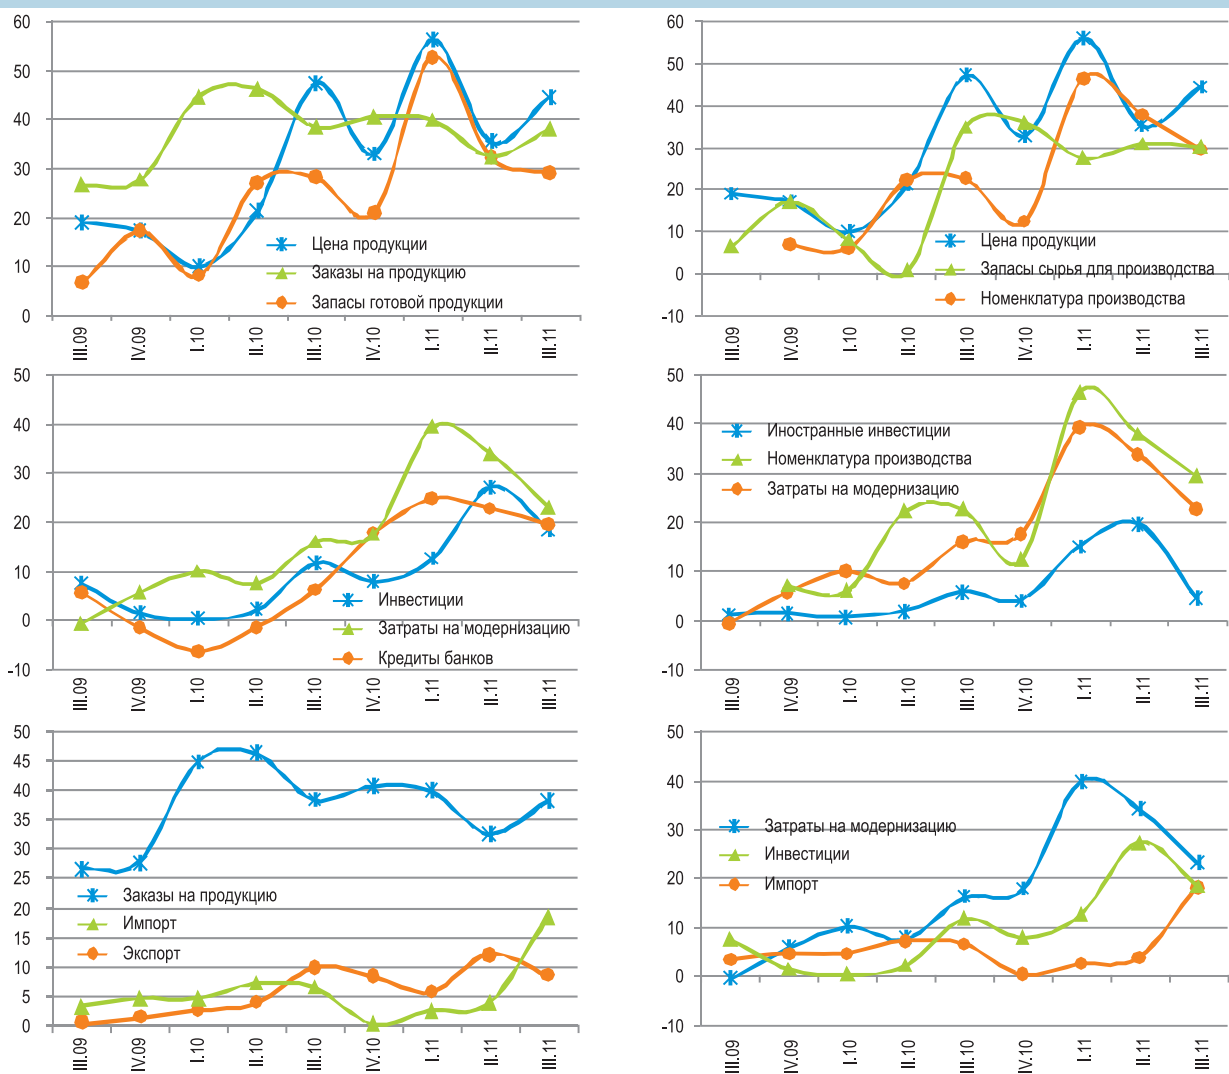 60
50
40
30
20
10
0
Цена продукции
Заказы на продукцию
Запасы готовой продукции
III.09
IV.09
I.10
II.10
III.10
IV.10
I.11
II.11
III.11
60
50
40
30
20
10
0
-10
Цена продукции
Запасы сырья для производства
Номенклатура производства
III.09
IV.09
I.10
II.10
III.10
IV.10
I.11
II.11
III.11
50
40
30
20
10
0
-10
Инвестиции
Затраты на модернизацию
Кредиты банков
III.09
IV.09
I.10
II.10
III.10
IV.10
I.11
II.11
III.11
50
40
30
20
10
0
-10
Иностранные инвестиции
Номенклатура производства
Затраты на модернизацию
III.09
IV.09
I.10
II.10
III.10
IV.10
I.11
II.11
III.11
50
45
40
35
30
25
20
15
10
5
0
Заказы на продукцию
Импорт
Экспорт
III.09
IV.09
I.10
II.10
III.10
IV.10
I.11
II.11
III.11
50
40
30
20
10
0
-10
Затраты на модернизацию
Инвестиции
Импорт
III.09
IV.09
I.10
II.10
III.10
IV.10
I.11
II.11
III.11